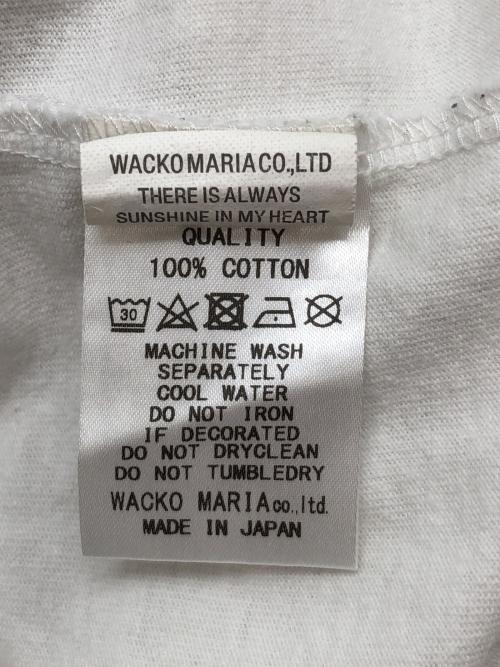 WACKO MARIA CO.,LTD
THERE IS ALWAYS
SUNSHINE IN MY HEART
QUALITY
100% COTTON
30
MACHINE WASH
SEPARATELY
COOL WATER
DO NOT IRON
IF DECORATED
DO NOT DRYCLEAN
DO NOT TUMBLEDRY
WACKO MARIA co.,ltd.
MADE IN JAPAN